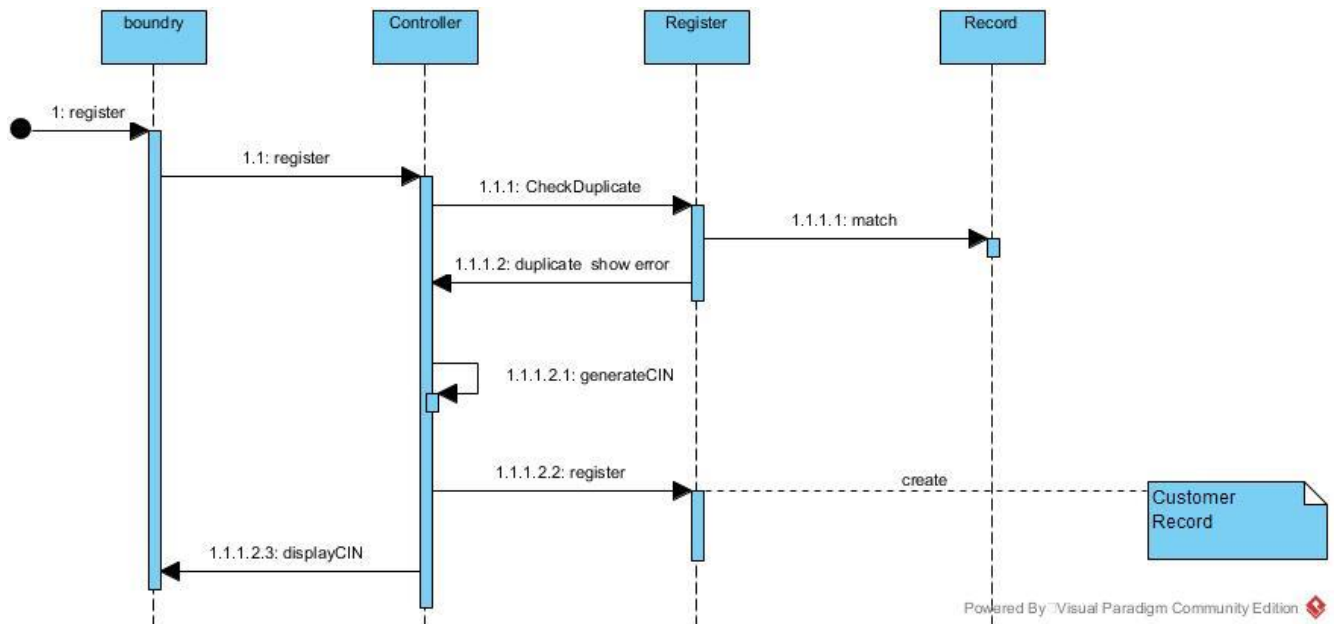 boundry
Controller
Register
Record
1: register
1.1: register
1.1.1: CheckDuplicate
1.1.1.1: match
1.1.1.2: duplicate show error
1.1.1.2.1: generateCIN
1.1.1.2.2: register
create
Customer
Record
1.1.1.2.3: displayCIN
Powered By Visual Paradigm Community Edition